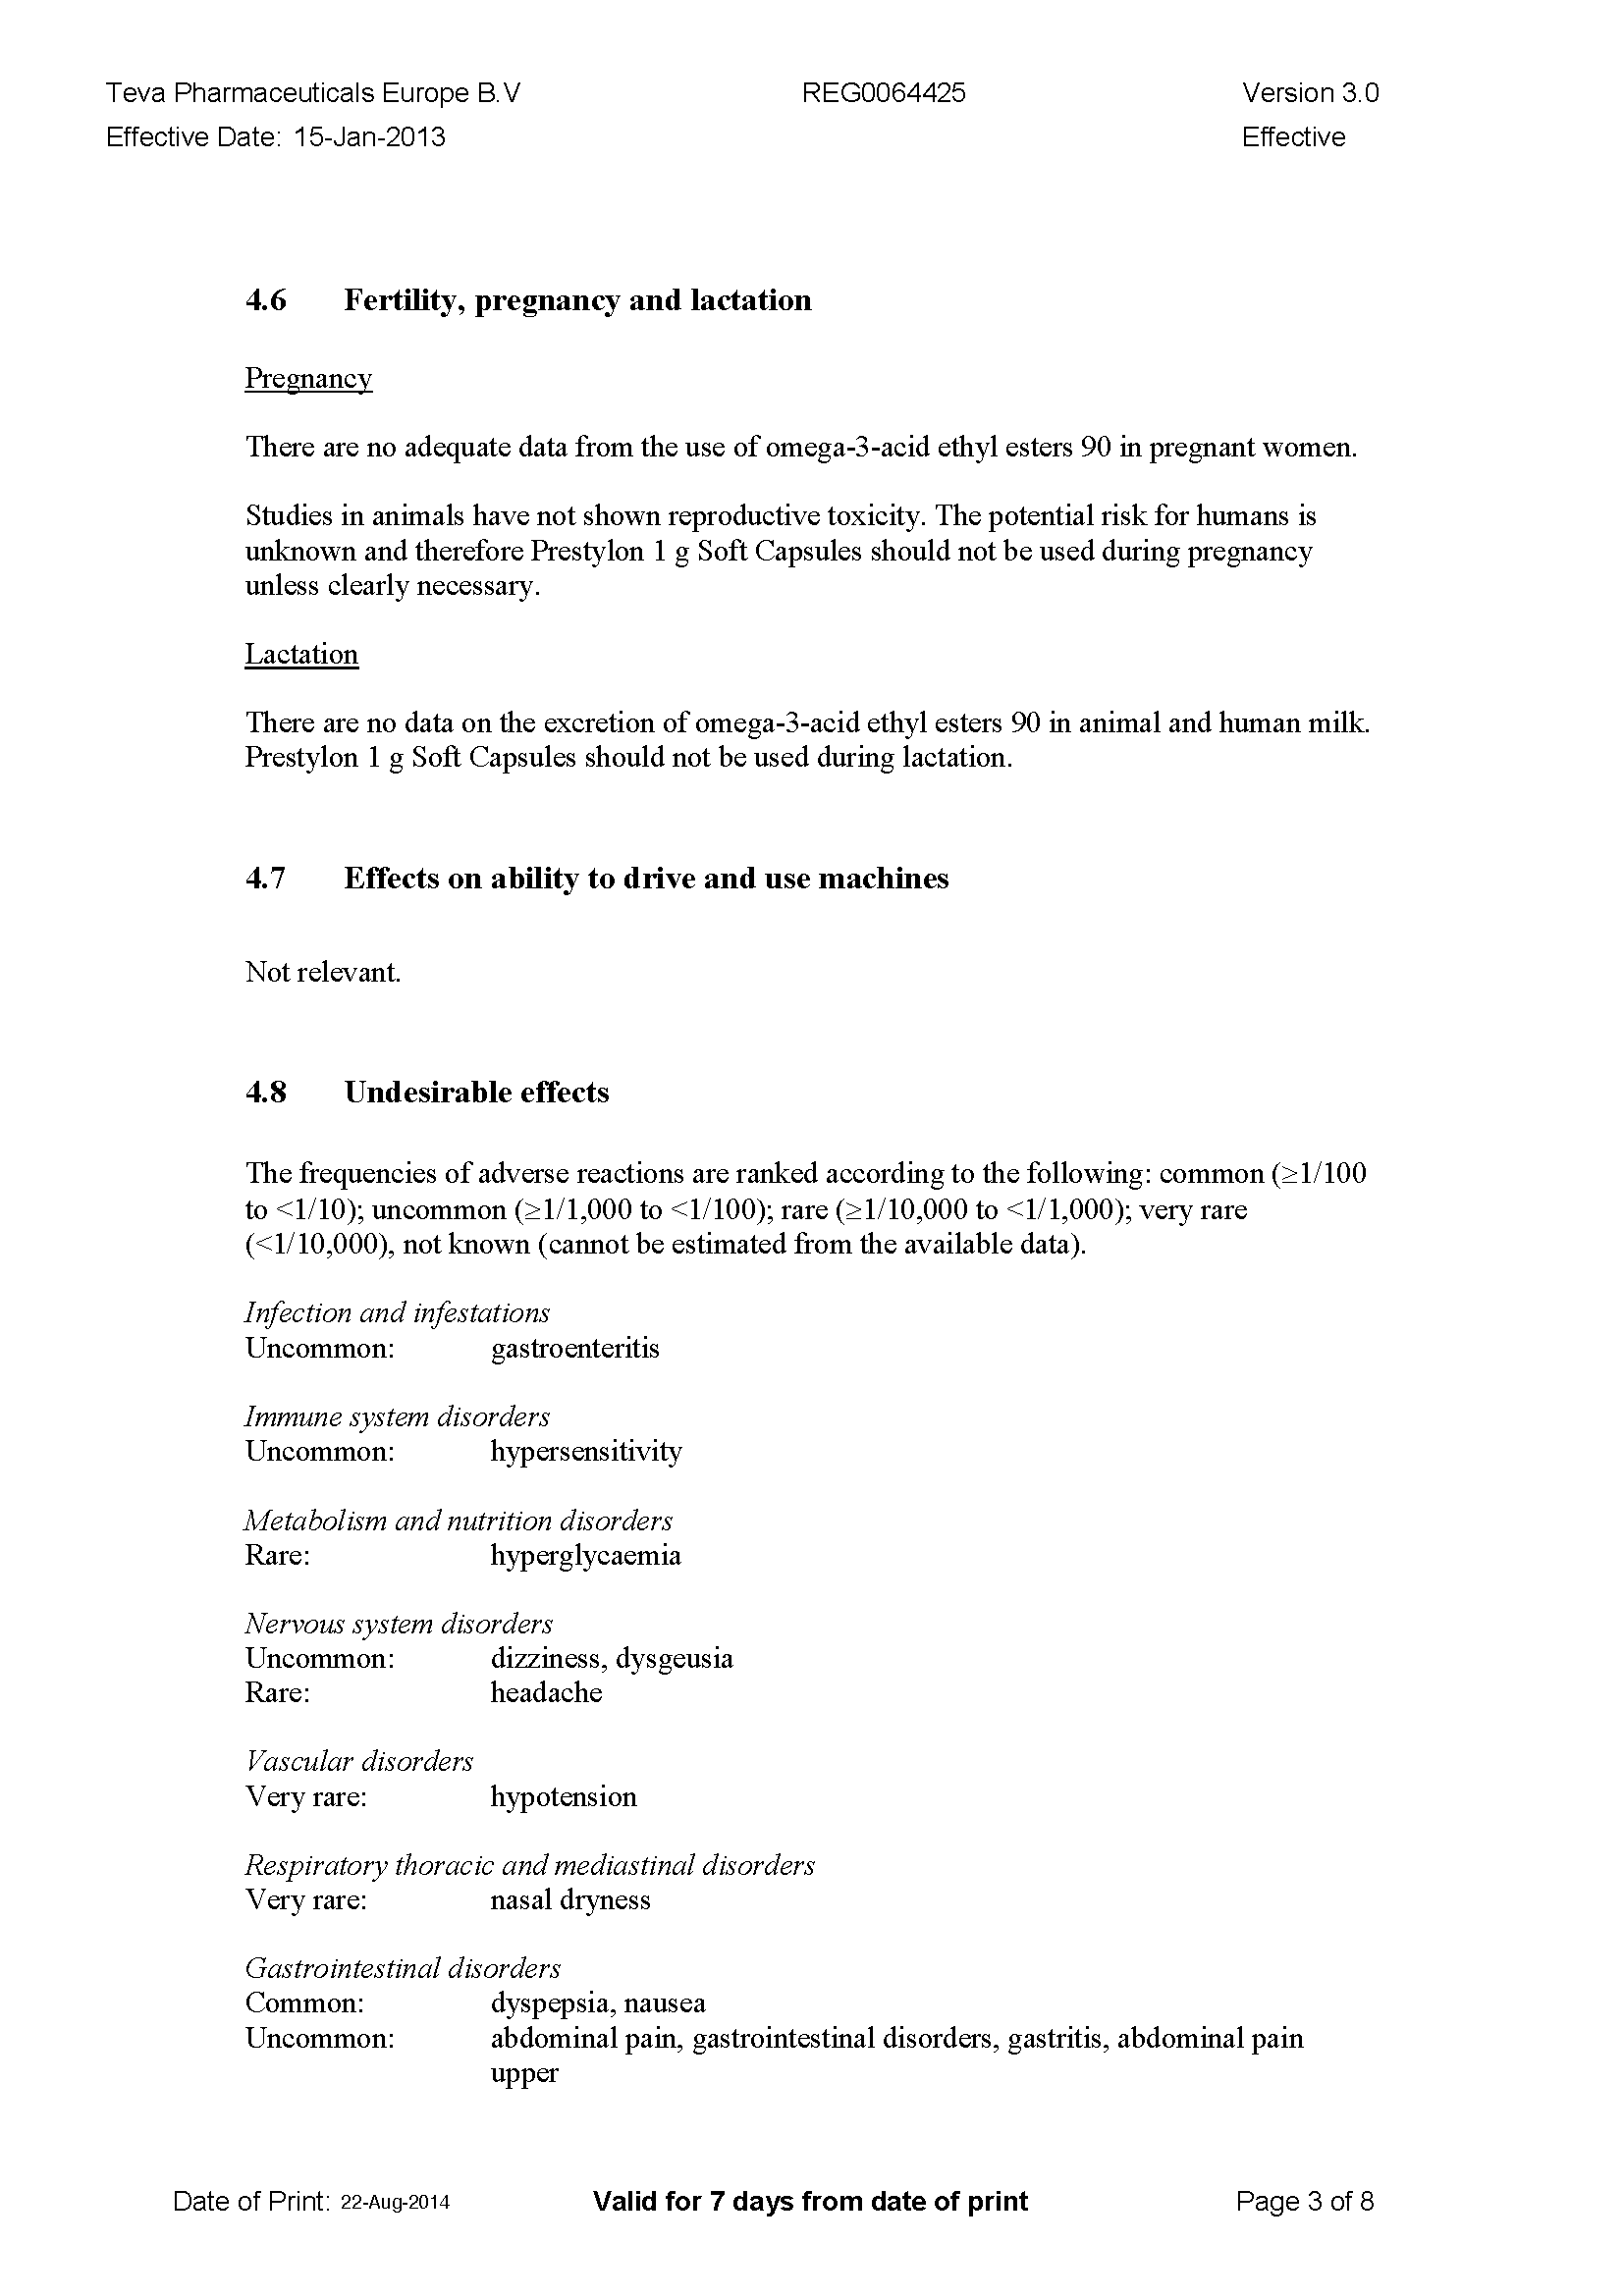 Teva Pharmaceuticals Europe B.V REG0064425 Version 3.0
Effective Date: 15-Jan-2013 Effective
4.6 Fertility, pregnancy and lactation
Pregnancy
There are no adequate data from the use of omega-3-acid ethyl esters 90 in pregnant women.
Studies in animals have not shown reproductive toxicity. The potential risk for humans is
unknown and therefore Prestylon 1 g Soft Capsules should not be used during pregnancy
unless clearly necessary.
Lactation
There are no data on the excretion of omega-3-acid ethyl esters 90 in animal and human milk.
Prestylon 1 g Soft Capsules should not be used during lactation.
4.7 Effects on ability to drive and use machines
Not relevant.
4.8 Undesirable effects
The frequencies of adverse reactions are ranked according to the following: common (≥1/100
to <1/10); uncommon (≥1/1,000 to <1/100); rare (≥1/10,000 to <1/1,000); very rare
(<1/10,000), not known (cannot be estimated from the available data).
Infection and infestations
Uncommon: gastroenteritis
Immune system disorders
Uncommon: hypersensitivity
Metabolism and nutrition disorders
Rare: hyperglycaemia
Nervous system disorders
Uncommon: dizziness, dysgeusia
Rare: headache
Vascular disorders
Very rare: hypotension
Respiratory thoracic and mediastinal disorders
Very rare: nasal dryness
Gastrointestinal disorders
Common: dyspepsia, nausea
Uncommon: abdominal pain, gastrointestinal disorders, gastritis, abdominal pain
upper
Date of Print: 22-Aug-2014 Valid for 7 days from date of print Page 3 of 8